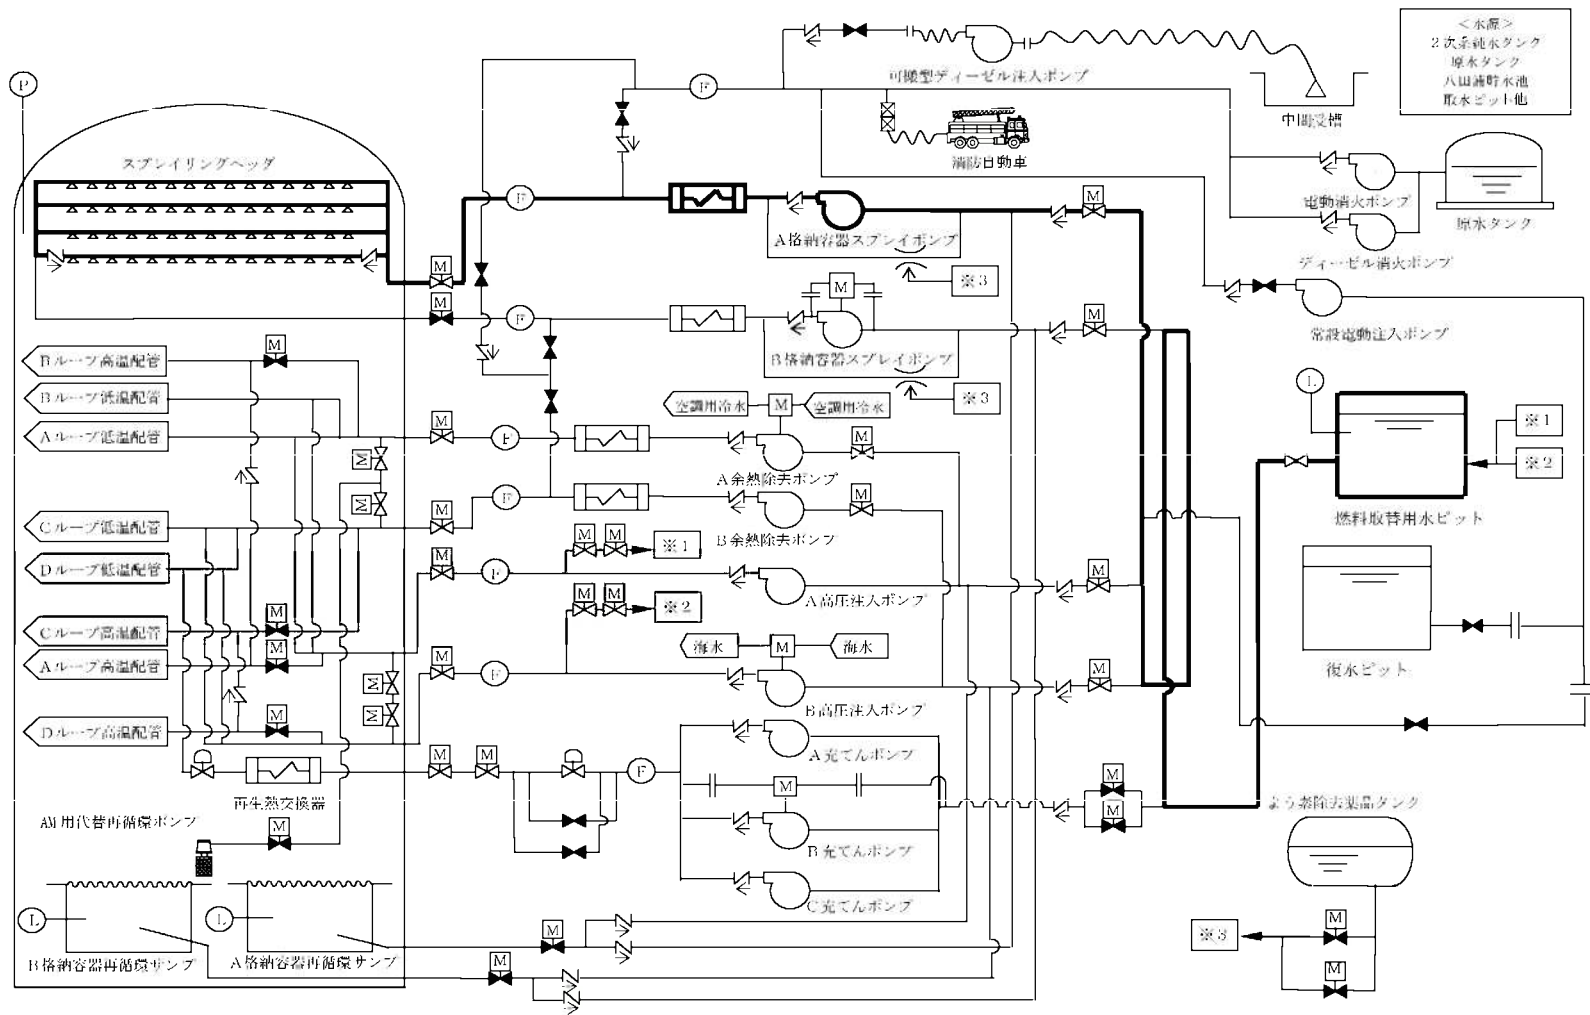 <水源>
2次系純水タンク
原水タンク
八田浦貯水池
取水ピット他
P
F
可搬型ディーゼル注入ポンプ
中間受槽
消防自動車
スプレイリングヘッダ
F
M
電動消火ポンプ
原水タンク
A格納容器スプレイポンプ
ディーゼル消火ポンプ
M
※3
M
M
F
M
常設電動注入ポンプ
Bループ高温配管
M
B格納容器スプレイポンプ
L
Bループ低温配管
空調用冷水
M
空調用冷水
※3
※1
Aループ低温配管
M
M
F
M
※2
A余熱除去ポンプ
M
M
F
M
燃料取替用水ピット
Cループ低温配管
M
M
※1
B余熱除去ポンプ
Dループ低温配管
M
F
M
A高圧注入ポンプ
M
M
※2
Cループ高温配管
M
海水
M
海水
Aループ高温配管
M
M
F
M
復水ピット
M
M
B高圧注入ポンプ
Dループ高温配管
M
M
M
F
A充てんポンプ
M
M
再生熱交換器
よう素除去薬品タンク
AM用代替再循環ポンプ
M
M
B充てんポンプ
L
L
C充てんポンプ
M
M
※3
B格納容器再循環サンプ
A格納容器再循環サンプ
M
M